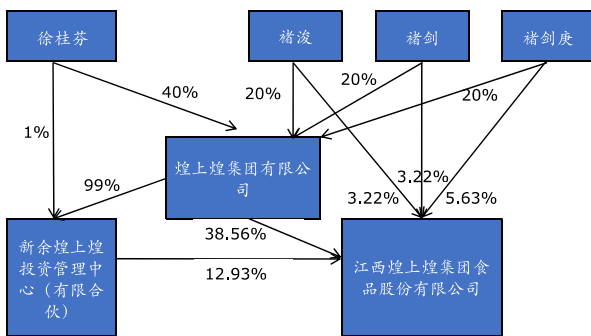 徐桂芬
褚浚
褚剑
褚剑庚
40%
20%
20%
20%
1%
99%
煌上煌集团有限公
司
3.22%
3.22%
5.63%
38.56%
12.93%
新余煌上煌
投资管理中
心（有限合
伙）
江西煌上煌集团食
品股份有限公司